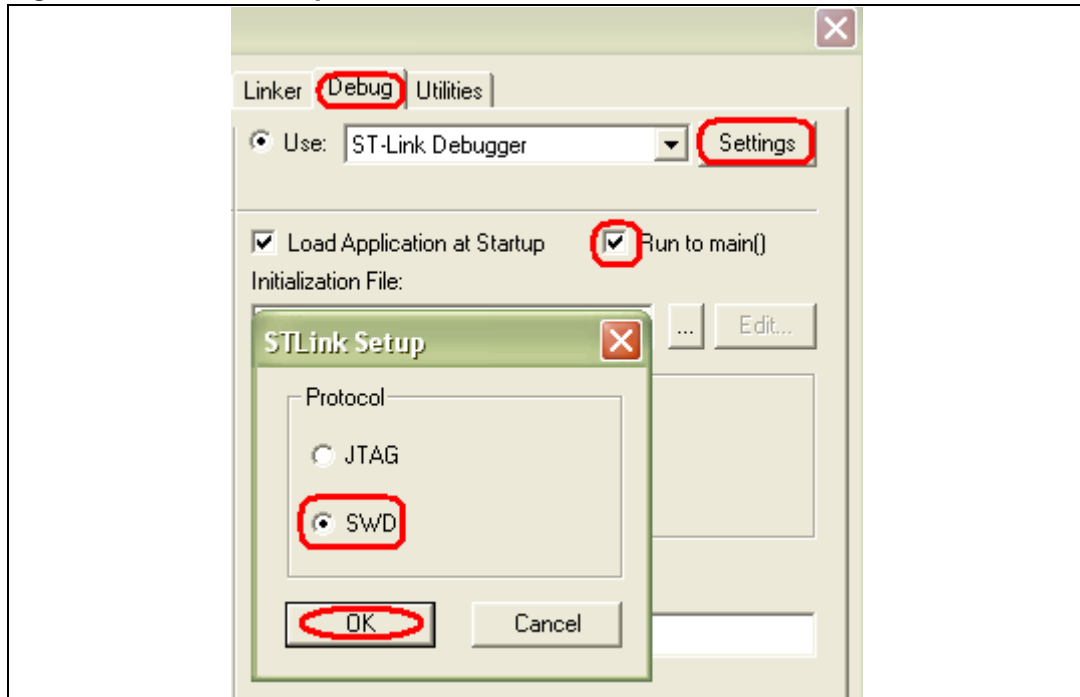 Linker Debug Utilities
Use: ST-Link Debugger Settings
Load Application at Startup Run to main()
Initialization File:
... Edit...
STLink Setup
Protocol
JTAG
SWD
OK Cancel